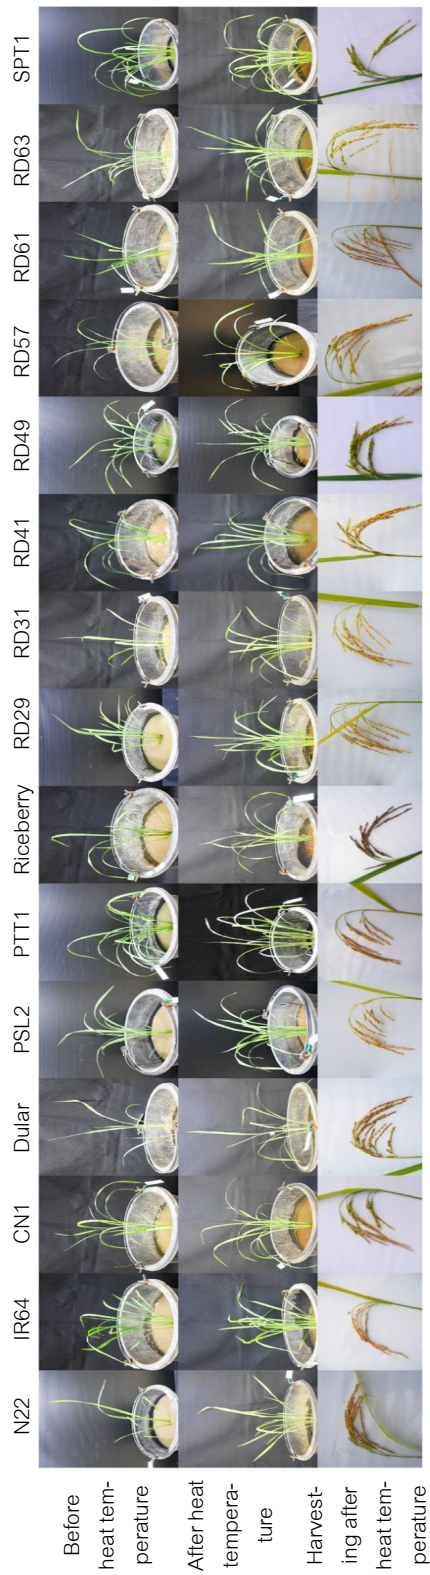 N22 IR64 CN1 Dular PSL2 PTT1 Riceberry RD29 RD31 RD41 RD49 RD57 RD61 RD63 SPT1
Before
heat tem-
perature
After heat
tempera-
ture
Harvest-
ing after
heat tem-
perature